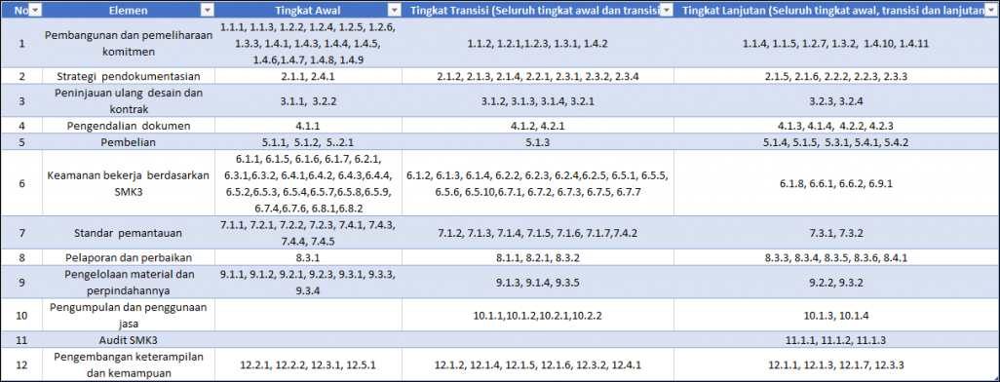 No Elemen Tingkat Awal Tingkat Transisi (Seluruh tingkat awal dan transisi Tingkat Lanjutan (Seluruh tingkat awal, transisi dan lanjutan
1 Pembangunan dan pemeliharaan komitmen
1.1.1, 1.1.3, 1.2.2, 1.2.4, 1.2.5, 1.2.6,
1.3.3, 1.4.1, 1.4.3, 1.4.4, 1.4.5,
1.4.6,1.4.7, 1.4.8, 1.4.9
1.1.2, 1.2.1,1.2.3, 1.3.1, 1.4.2
1.1.4, 1.1.5, 1.2.7, 1.3.2, 1.4.10, 1.4.11
2 Strategi pendokumentasian 2.1.1, 2.4.1 2.1.2, 2.1.3, 2.1.4, 2.2.1, 2.3.1, 2.3.2, 2.3.4 2.1.5, 2.1.6, 2.2.2, 2.2.3, 2.3.3
3 Peninjauan ulang desain dan kontrak
3.1.1, 3.2.2 3.1.2, 3.1.3, 3.1.4, 3.2.1 3.2.3, 3.2.4
4 Pengendalian dokumen 4.1.1 4.1.2, 4.2.1 4.1.3, 4.1.4, 4.2.2, 4.2.3
5 Pembelian 5.1.1, 5.1.2, 5..2.1 5.1.3 5.1.4, 5.1.5, 5.3.1, 5.4.1, 5.4.2
6 Keamanan bekerja berdasarkan SMK3
6.1.1, 6.1.5, 6.1.6, 6.1.7, 6.2.1,
6.3.1,6.3.2, 6.4.1,6.4.2, 6.4.3,6.4.4,
6.5.2,6.5.3, 6.5.4,6.5.7,6.5.8,6.5.9,
6.7.4,6.7.6, 6.8.1,6.8.2
6.1.2, 6.1.3, 6.1.4, 6.2.2, 6.2.3, 6.2.4,6.2.5, 6.5.1, 6.5.5,
6.5.6, 6.5.10,6.7.1, 6.7.2, 6.7.3, 6.7.5, 6.7.7
6.1.8, 6.6.1, 6.6.2, 6.9.1
7 Standar pemantauan
7.1.1, 7.2.1, 7.2.2, 7.2.3, 7.4.1, 7.4.3,
7.4.4, 7.4.5
7.1.2, 7.1.3, 7.1.4, 7.1.5, 7.1.6, 7.1.7,7.4.2
7.3.1, 7.3.2
8 Pelaporan dan perbaikan 8.3.1 8.1.1, 8.2.1, 8.3.2 8.3.3, 8.3.4, 8.3.5, 8.3.6, 8.4.1
9 Pengelolaan material dan perpindahannya
9.1.1, 9.1.2, 9.2.1, 9.2.3, 9.3.1, 9.3.3,
9.3.4
9.1.3, 9.1.4, 9.3.5
9.2.2, 9.3.2
10 Pengumpulan dan penggunaan jasa
10.1.1,10.1.2,10.2.1,10.2.2 10.1.3, 10.1.4
11 Audit SMK3 11.1.1, 11.1.2, 11.1.3
12 Pengembangan keterampilan dan kemampuan
12.2.1, 12.2.2, 12.3.1, 12.5.1 12.1.2, 12.1.4, 12.1.5, 12.1.6, 12.3.2, 12.4.1 12.1.1, 12.1.3, 12.1.7, 12.3.3